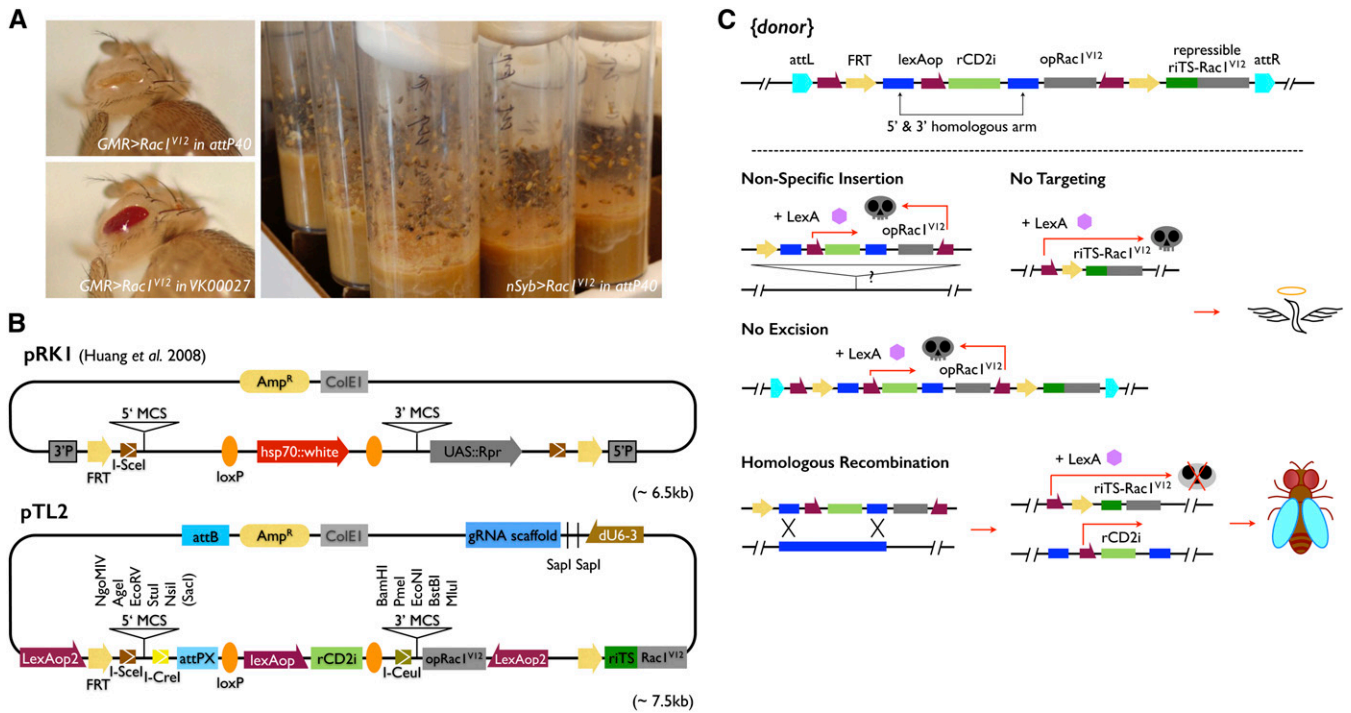 A
GMR>Rac1V12 in attP40
GMR>Rac1V12 in VK00027
nSyb>Rac1V12 in attP40
B
pRK1 (Huang et al. 2008)
AmpR
ColE1
5' MCS
3' MCS
3'P
FRT
I-SceI
loxP
hsp70::white
UAS::Rpr
5'P
(~ 6.5kb)
pTL2
attB
AmpR
ColE1
gRNA scaffold
SapI SapI
dU6-3
NgoMIV
AgeI
EcoRV
StuI
NsiI
(SacI)
BamHI
PmeI
EcoNI
BstBI
MluI
5' MCS
3' MCS
LexAop2
FRT
I-SceI
I-CreI
attPX
loxP
lexAop
rCD2i
I-CeuI
opRac1V12
LexAop2
riTS
Rac1V12
(~ 7.5kb)
C
{donor}
attL
FRT
lexAop
rCD2i
opRac1V12
repressible
riTS-Rac1V12
attR
5' & 3' homologous arm
Non-Specific Insertion
+ LexA
opRac1V12
?
No Targeting
+ LexA
riTS-Rac1V12
No Excision
+ LexA
opRac1V12
Homologous Recombination
+ LexA
riTS-Rac1V12
rCD2i